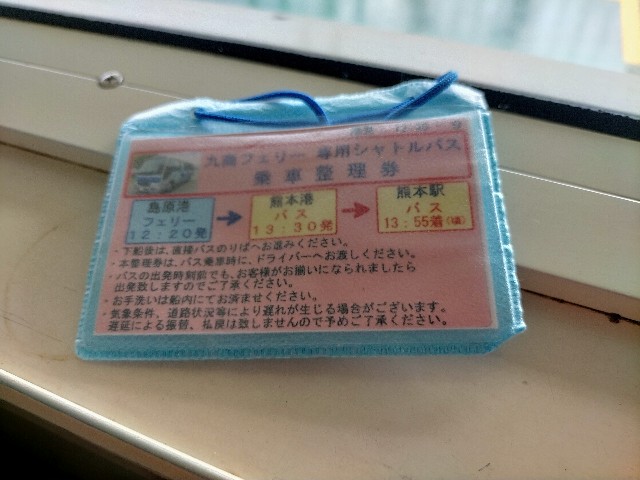 九商フェリー 専用シャトルバス
乗車整理券
島原港
フェリー
12:20発
熊本港
バス
13:30発
熊本駅
バス
13:55着(頃)
・下船後は、直接バスのりばへお進みください。
・本整理券は、バス乗車時に、ドライバーへお渡しください。
・バスの出発時刻前でも、お客様がお揃いになられましたら
出発致しますのでご了承ください。
・お手洗いは船内にてお済ませください。
・気象条件、道路状況等により遅れが生じる場合がございます。
遅延による振替、払戻は致しませんので予めご了承ください。